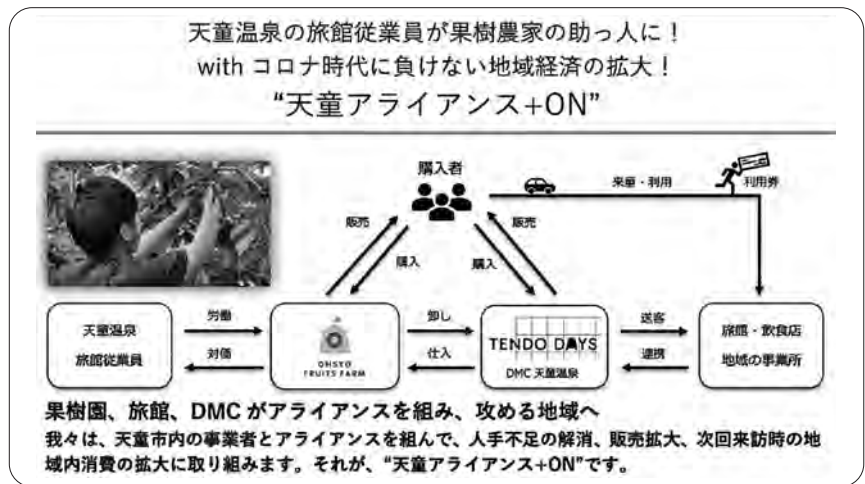 天童温泉の旅館従業員が果樹農家の助っ人に！
with コロナ時代に負けない地域経済の拡大！
“天童アライアンス+ON”
購入者
来童・利用
利用券
販売
購入
購入
販売
天童温泉
旅館従業員
労働
対価
OHSYO
FRUITS FARM
卸し
仕入
TENDO DAYS
DMC 天童温泉
送客
連携
旅館・飲食店
地域の事業所
果樹園、旅館、DMC がアライアンスを組み、攻める地域へ
我々は、天童市内の事業者とアライアンスを組んで、人手不足の解消、販売拡大、次回来訪時の地
域内消費の拡大に取り組みます。それが、“天童アライアンス+ON”です。